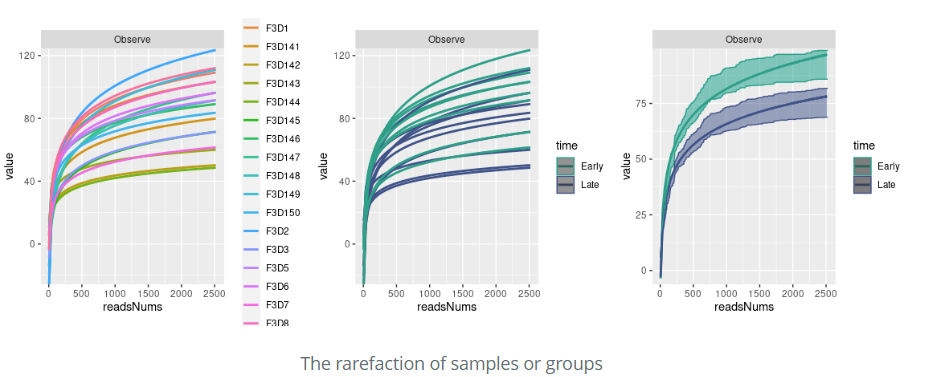 Observe
value
120
80
40
0
0 500 1000 1500 2000 2500
readsNums
F3D1
F3D141
F3D142
F3D143
F3D144
F3D145
F3D146
F3D147
F3D148
F3D149
F3D150
F3D2
F3D3
F3D5
F3D6
F3D7
F3D8
Observe
value
120
80
40
0
0 500 1000 1500 2000 2500
readsNums
time
Early
Late
Observe
value
75
50
25
0
0 500 1000 1500 2000 2500
readsNums
time
Early
Late
The rarefaction of samples or groups